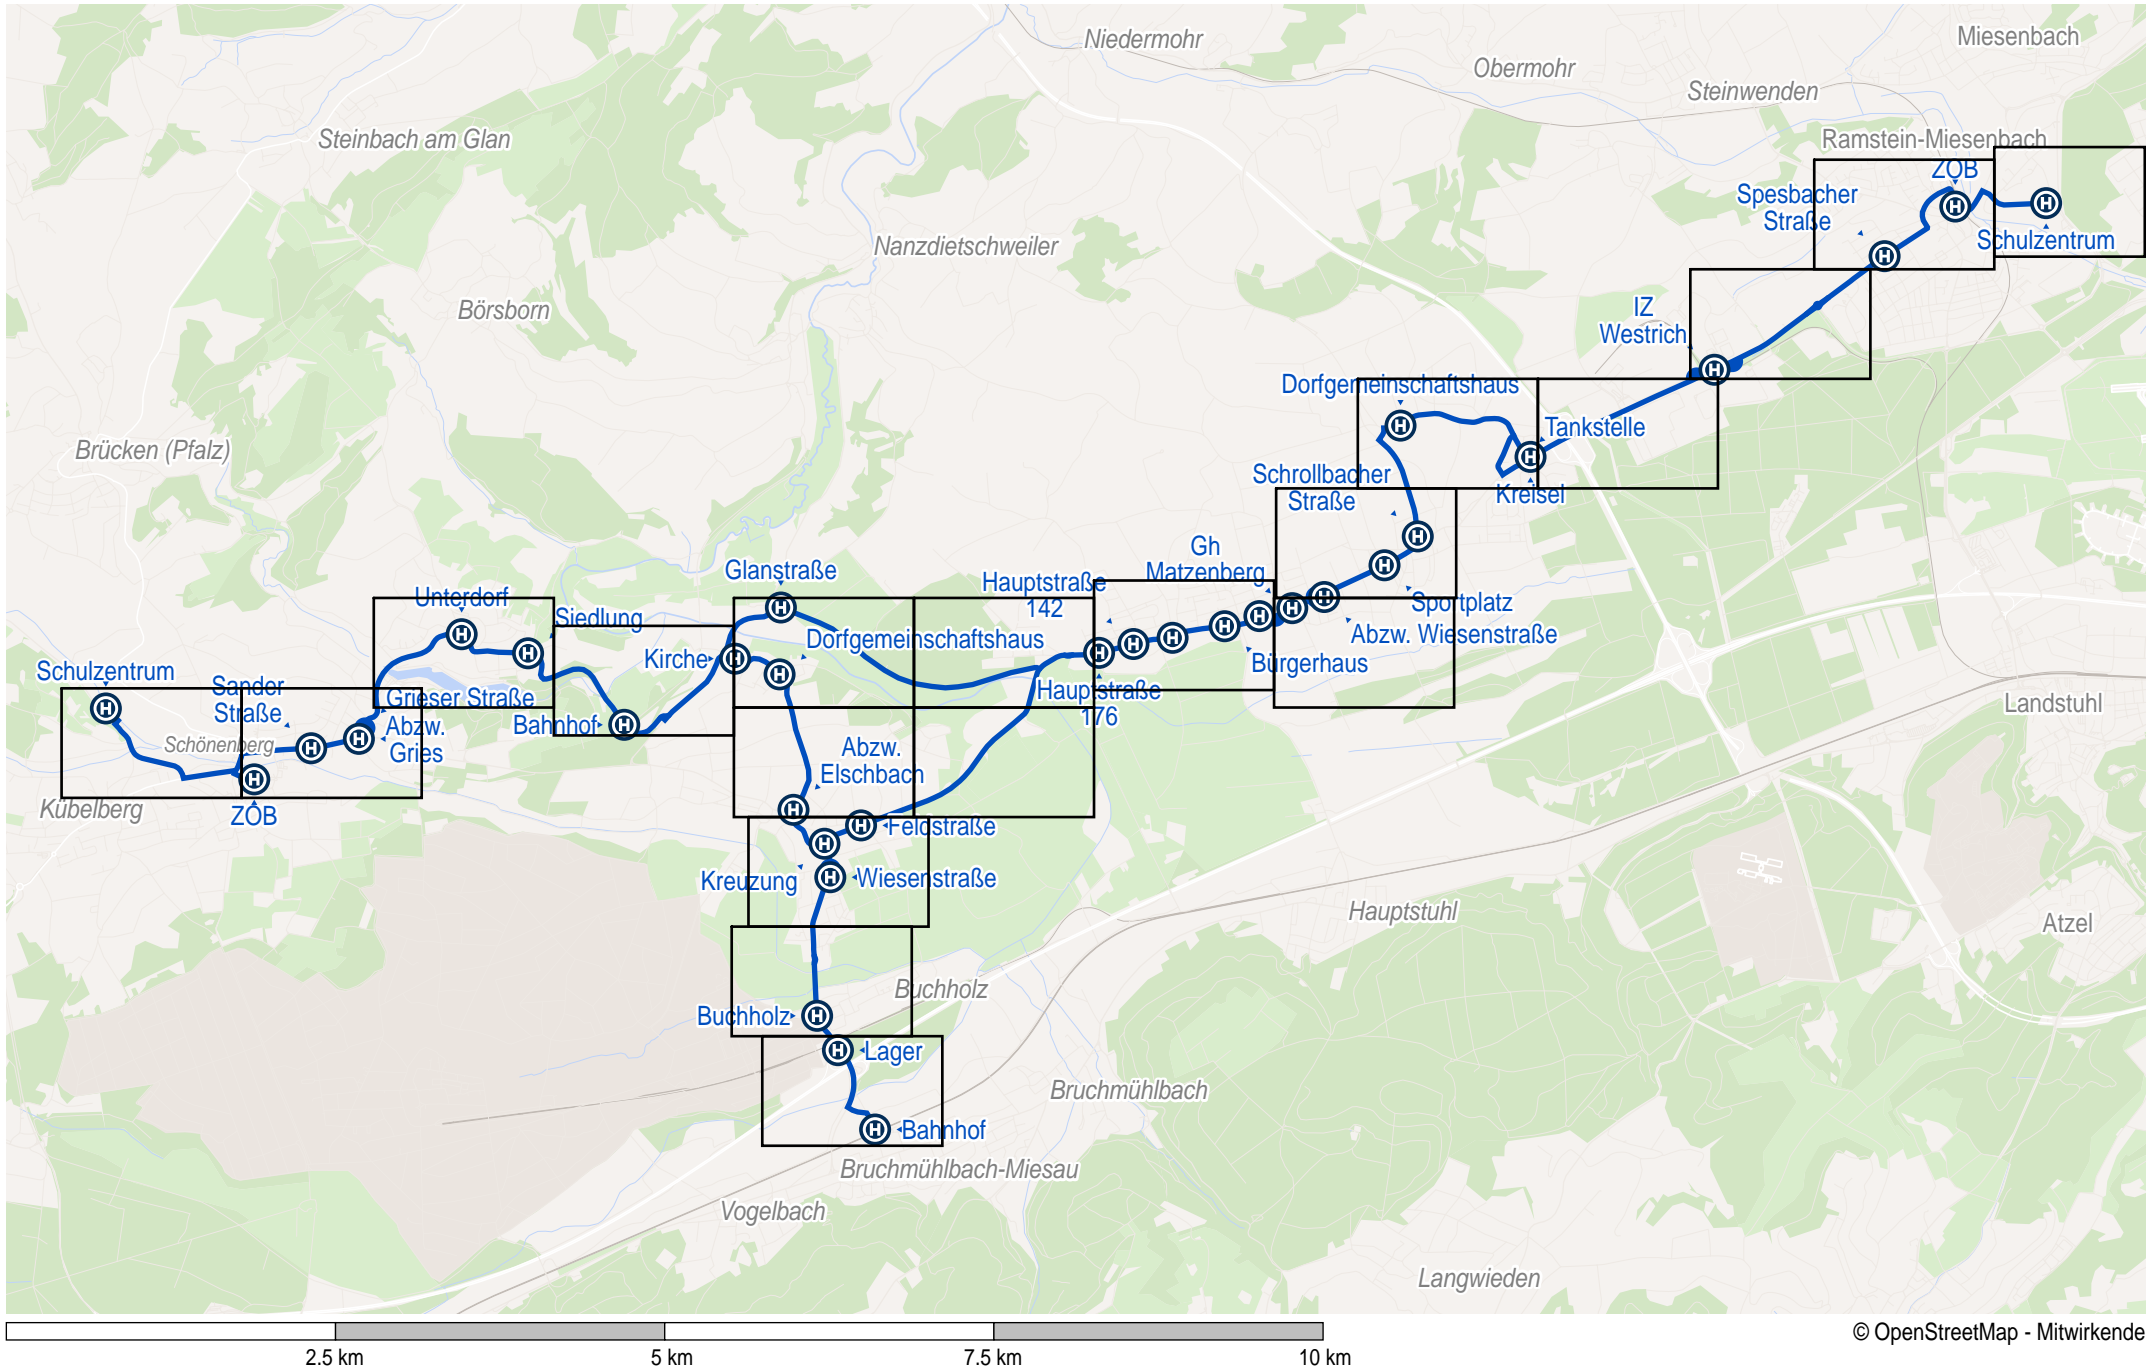 Niedermohr
Miesenbach
Obermohr
Steinwenden
Steinbach am Glan
Ramstein-Miesenbach
ZOB
Spesbacher
Straße
Schulzentrum
Nanzdietschweiler
Börsborn
IZ
Westrich
Dorfgemeinschaftshaus
Tankstelle
Brücken (Pfalz)
Schrollbacher
Straße
Kreisel
Gh
Matzenberg
Glanstraße
Hauptstraße
142
Unterdorf
Siedlung
Sportplatz
Abzw. Wiesenstraße
Dorfgemeinschaftshaus
Kirche
Bürgerhaus
Schulzentrum
Sander
Straße
Grieser Straße
Hauptstraße
176
Landstuhl
Bahnhof
Abzw.
Gries
Schönenberg
Abzw.
Elschbach
Kübelberg
ZOB
Feldstraße
Kreuzung
Wiesenstraße
Hauptstuhl
Atzel
Buchholz
Buchholz
Lager
Bruchmühlbach
Bahnhof
Bruchmühlbach-Miesau
Vogelbach
Langwieden
© OpenStreetMap - Mitwirkende
2.5 km
5 km
7.5 km
10 km